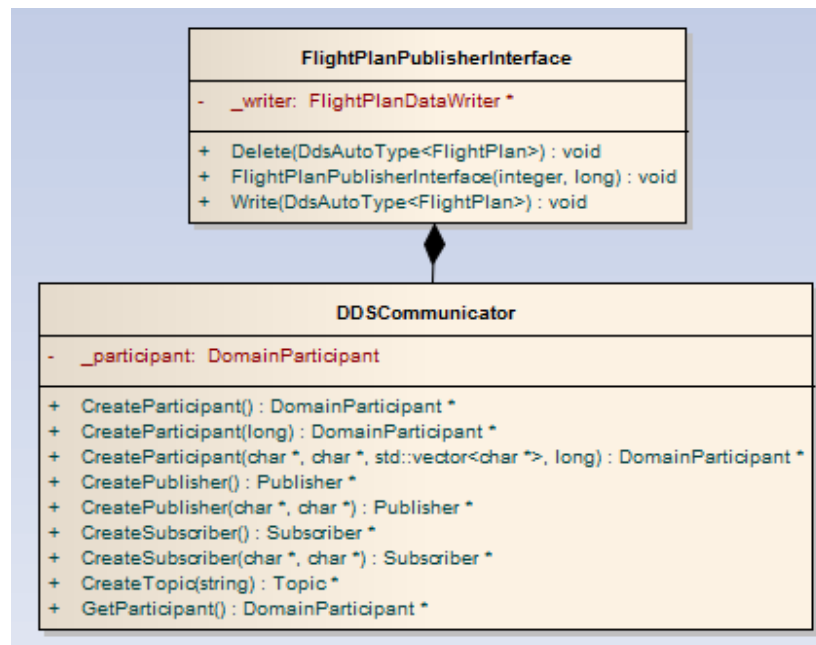 FlightPlanPublisherInterface
- _writer: FlightPlanDataWriter *
+ Delete(DdsAutoType<FlightPlan>) : void
+ FlightPlanPublisherInterface(integer, long) : void
+ Write(DdsAutoType<FlightPlan>) : void
DDSCommunicator
- _participant: DomainParticipant
+ CreateParticipant() : DomainParticipant *
+ CreateParticipant(long) : DomainParticipant *
+ CreateParticipant(char *, char *, std::vector<char *>, long) : DomainParticipant *
+ CreatePublisher() : Publisher *
+ CreatePublisher(char *, char *) : Publisher *
+ CreateSubscriber() : Subscriber *
+ CreateSubscriber(char *, char *) : Subscriber *
+ CreateTopic(string) : Topic *
+ GetParticipant() : DomainParticipant *